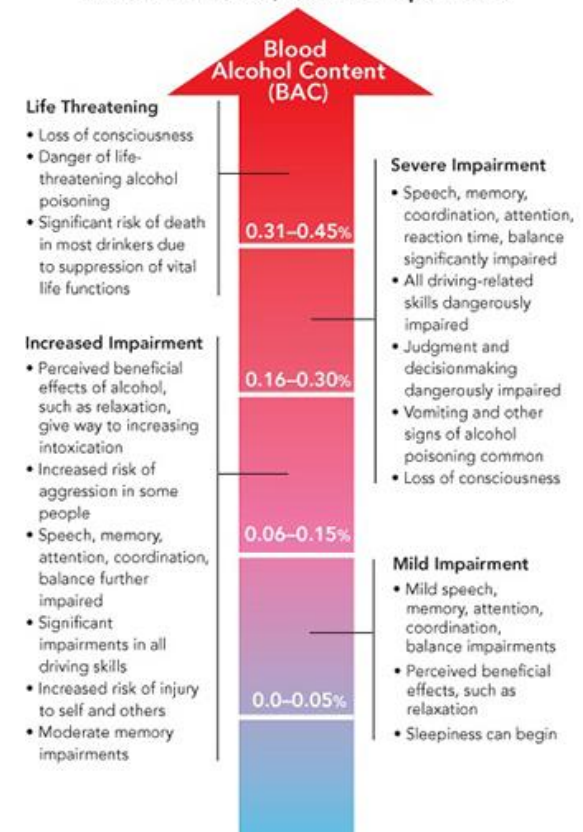 Blood
Alcohol Content
(BAC)
Life Threatening
• Loss of consciousness
• Danger of life-
threatening alcohol
poisoning
• Significant risk of death
in most drinkers due
to suppression of vital
life functions
0.31–0.45%
Severe Impairment
• Speech, memory,
coordination, attention,
reaction time, balance
significantly impaired
• All driving-related
skills dangerously
impaired
• Judgment and
decisionmaking
dangerously impaired
• Vomiting and other
signs of alcohol
poisoning common
• Loss of consciousness
0.16–0.30%
Increased Impairment
• Perceived beneficial
effects of alcohol,
such as relaxation,
give way to increasing
intoxication
• Increased risk of
aggression in some
people
• Speech, memory,
attention, coordination,
balance further
impaired
• Significant
impairments in all
driving skills
• Increased risk of injury
to self and others
• Moderate memory
impairments
0.06–0.15%
Mild Impairment
• Mild speech,
memory, attention,
coordination,
balance impairments
• Perceived beneficial
effects, such as
relaxation
• Sleepiness can begin
0.0–0.05%